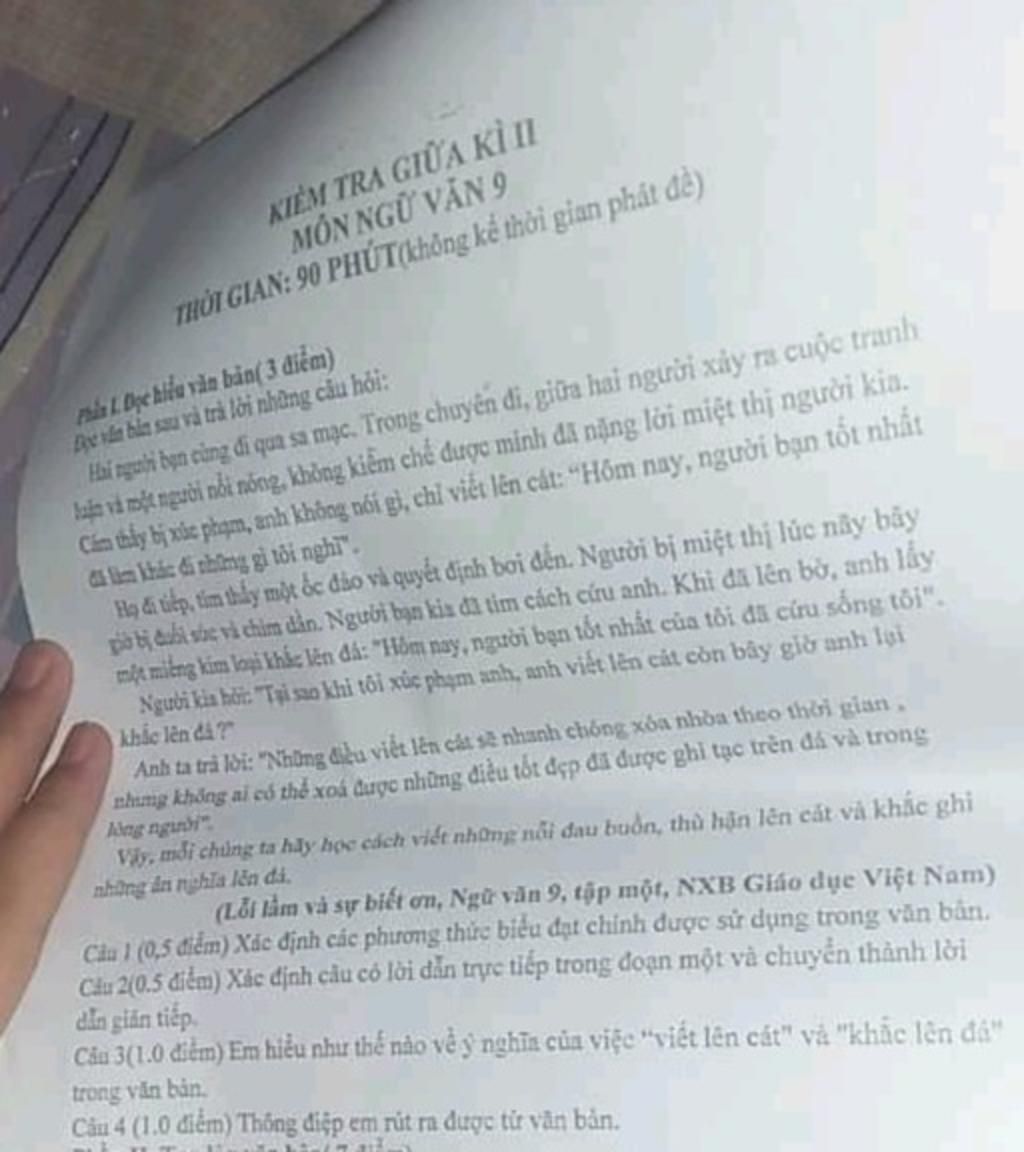 KIỂM TRA GIỮA KÌ II
MÔN NGỮ VĂN 9
THỜI GIAN: 90 PHÚT(không kể thời gian phát đề)
Phần I. Đọc hiểu văn bản( 3 điểm)
Đọc văn bản sau và trả lời những câu hỏi:
Hai người bạn cùng đi qua sa mạc. Trong chuyến đi, giữa hai người xảy ra cuộc tranh
luận và một người nổi nóng, không kiềm chế được mình đã nặng lời miệt thị người kia.
Cảm thấy bị xúc phạm, anh không nói gì, chỉ viết lên cát: “Hôm nay, người bạn tốt nhất
đã làm khác đi những gì tôi nghĩ".
Họ đi tiếp, tìm thấy một ốc đảo và quyết định bơi đến. Người bị miệt thị lúc nãy bây
giờ bị đuối sức và chìm dần. Người bạn kia đã tìm cách cứu anh. Khi đã lên bờ, anh lấy
một miếng kim loại khắc lên đá: "Hôm nay, người bạn tốt nhất của tôi đã cứu sống tôi".
Người kia hỏi: "Tại sao khi tôi xúc phạm anh, anh viết lên cát còn bây giờ anh lại
khắc lên đá ?"
Anh ta trả lời: "Những điều viết lên cát sẽ nhanh chóng xóa nhòa theo thời gian ,
nhưng không ai có thể xoá được những điều tốt đẹp đã được ghi tạc trên đá và trong
lòng người".
Vậy, mỗi chúng ta hãy học cách viết những nỗi đau buồn, thù hận lên cát và khắc ghi
những ân nghĩa lên đá.
(Lỗi lầm và sự biết ơn, Ngữ văn 9, tập một, NXB Giáo dục Việt Nam)
Câu 1 (0,5 điểm) Xác định các phương thức biểu đạt chính được sử dụng trong văn bản.
Câu 2(0.5 điểm) Xác định câu có lời dẫn trực tiếp trong đoạn một và chuyển thành lời
dẫn gián tiếp.
Câu 3(1.0 điểm) Em hiểu như thế nào về ý nghĩa của việc “viết lên cát" và "khắc lên đá"
trong văn bản.
Câu 4 (1.0 điểm) Thông điệp em rút ra được từ văn bản.